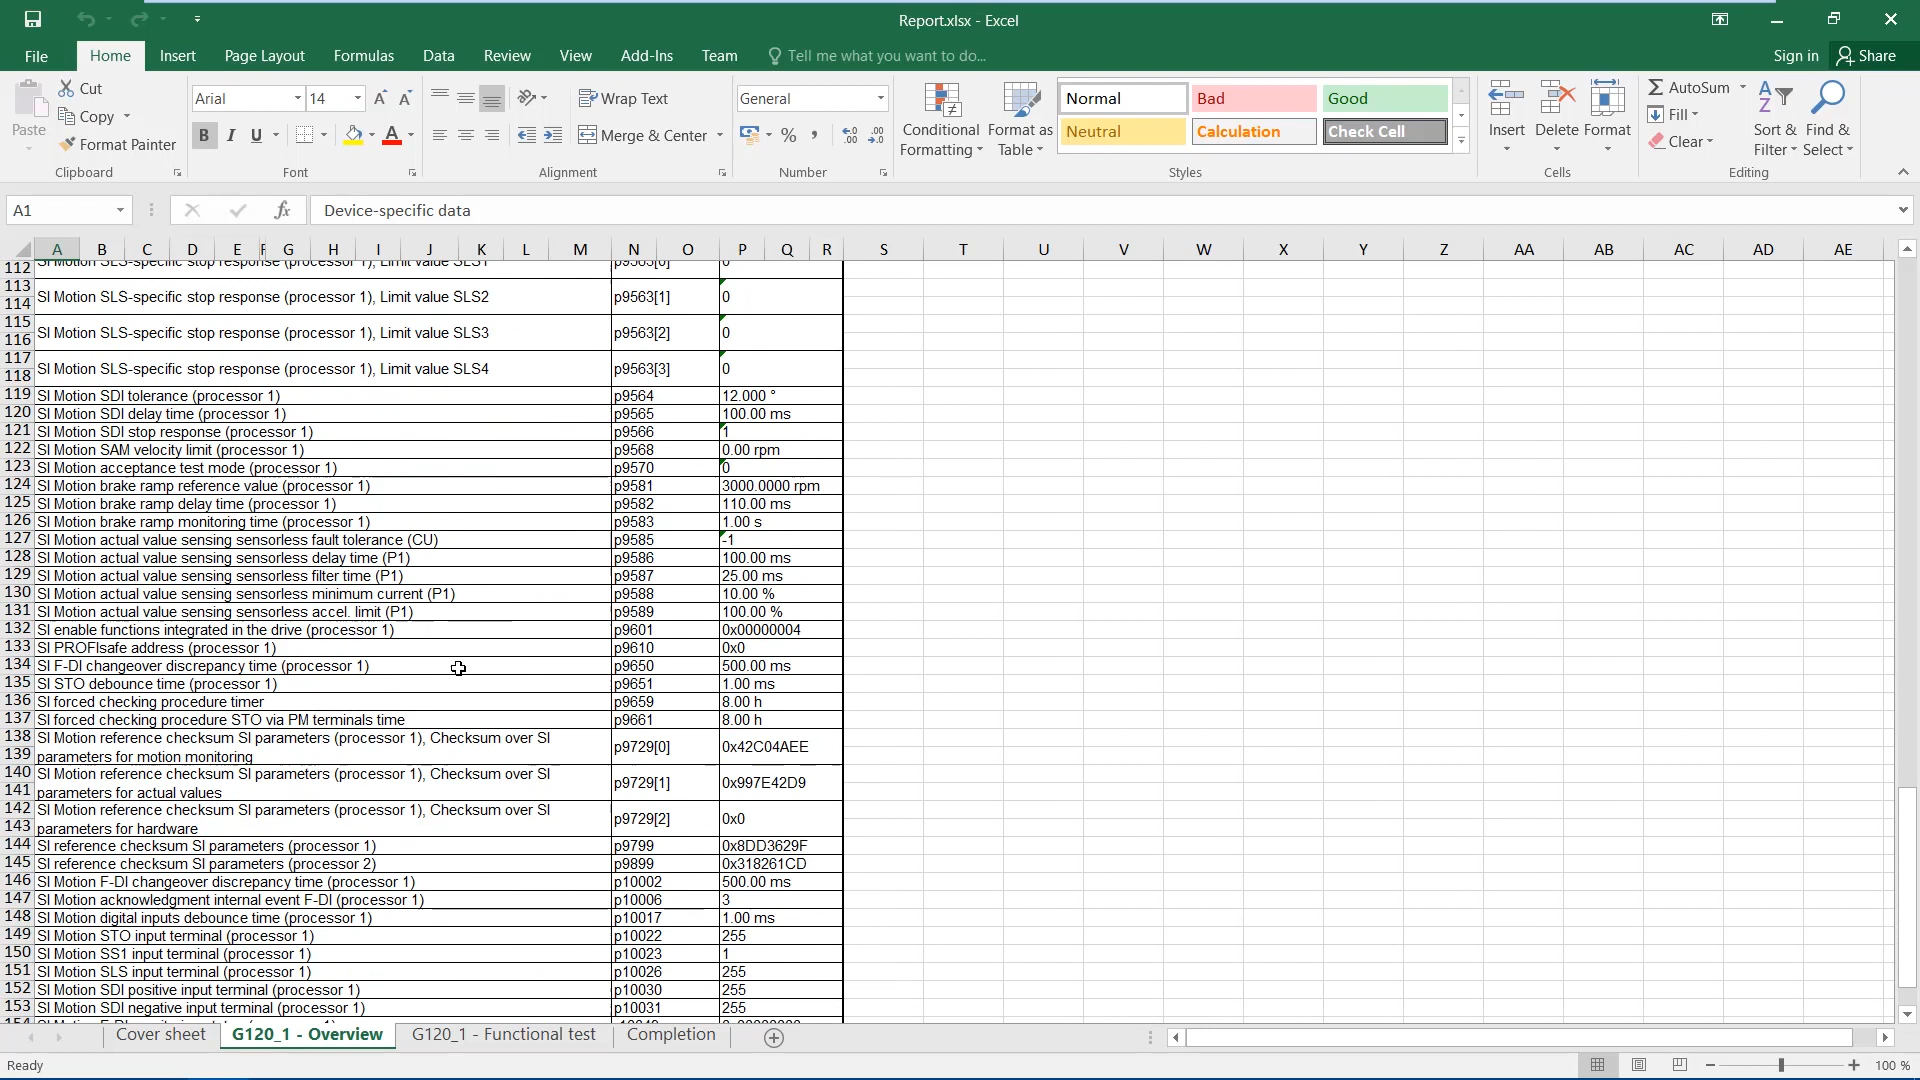 Report.xlsx - Excel
File Home Insert Page Layout Formulas Data Review View Add-Ins Team Tell me what you want to do... Sign in Share
Paste Cut Copy Format Painter Clipboard
Arial 14 A A B I U A Font
Wrap Text Merge & Center Alignment
General % , Number
Conditional Formatting Format as Table
Normal Bad Good
Neutral Calculation Check Cell
Styles
Insert Delete Format Cells
AutoSum Fill Clear Sort & Filter Find & Select Editing
A1 fx Device-specific data
A B C D E F G H I J K L M N O P Q R S T U V W X Y Z AA AB AC AD AE
112 SI Motion SLS-specific stop response (processor 1), Limit value SLS1 p9563[0] 0
113
114 SI Motion SLS-specific stop response (processor 1), Limit value SLS2 p9563[1] 0
115
116 SI Motion SLS-specific stop response (processor 1), Limit value SLS3 p9563[2] 0
117
118 SI Motion SLS-specific stop response (processor 1), Limit value SLS4 p9563[3] 0
119 SI Motion SDI tolerance (processor 1) p9564 12.000 °
120 SI Motion SDI delay time (processor 1) p9565 100.00 ms
121 SI Motion SDI stop response (processor 1) p9566 1
122 SI Motion SAM velocity limit (processor 1) p9568 0.00 rpm
123 SI Motion acceptance test mode (processor 1) p9570 0
124 SI Motion brake ramp reference value (processor 1) p9581 3000.0000 rpm
125 SI Motion brake ramp delay time (processor 1) p9582 110.00 ms
126 SI Motion brake ramp monitoring time (processor 1) p9583 1.00 s
127 SI Motion actual value sensing sensorless fault tolerance (CU) p9585 -1
128 SI Motion actual value sensing sensorless delay time (P1) p9586 100.00 ms
129 SI Motion actual value sensing sensorless filter time (P1) p9587 25.00 ms
130 SI Motion actual value sensing sensorless minimum current (P1) p9588 10.00 %
131 SI Motion actual value sensing sensorless accel. limit (P1) p9589 100.00 %
132 SI enable functions integrated in the drive (processor 1) p9601 0x00000004
133 SI PROFIsafe address (processor 1) p9610 0x0
134 SI F-DI changeover discrepancy time (processor 1) p9650 500.00 ms
135 SI STO debounce time (processor 1) p9651 1.00 ms
136 SI forced checking procedure timer p9659 8.00 h
137 SI forced checking procedure STO via PM terminals time p9661 8.00 h
138 SI Motion reference checksum SI parameters (processor 1), Checksum over SI
139 parameters for motion monitoring p9729[0] 0x42C04AEE
140 SI Motion reference checksum SI parameters (processor 1), Checksum over SI
141 parameters for actual values p9729[1] 0x997E42D9
142 SI Motion reference checksum SI parameters (processor 1), Checksum over SI
143 parameters for hardware p9729[2] 0x0
144 SI reference checksum SI parameters (processor 1) p9799 0x8DD3629F
145 SI reference checksum SI parameters (processor 2) p9899 0x318261CD
146 SI Motion F-DI changeover discrepancy time (processor 1) p10002 500.00 ms
147 SI Motion acknowledgment internal event F-DI (processor 1) p10006 3
148 SI Motion digital inputs debounce time (processor 1) p10017 1.00 ms
149 SI Motion STO input terminal (processor 1) p10022 255
150 SI Motion SS1 input terminal (processor 1) p10023 1
151 SI Motion SLS input terminal (processor 1) p10026 255
152 SI Motion SDI positive input terminal (processor 1) p10030 255
153 SI Motion SDI negative input terminal (processor 1) p10031 255
154
Cover sheet G120_1 - Overview G120_1 - Functional test Completion
Ready 100 %